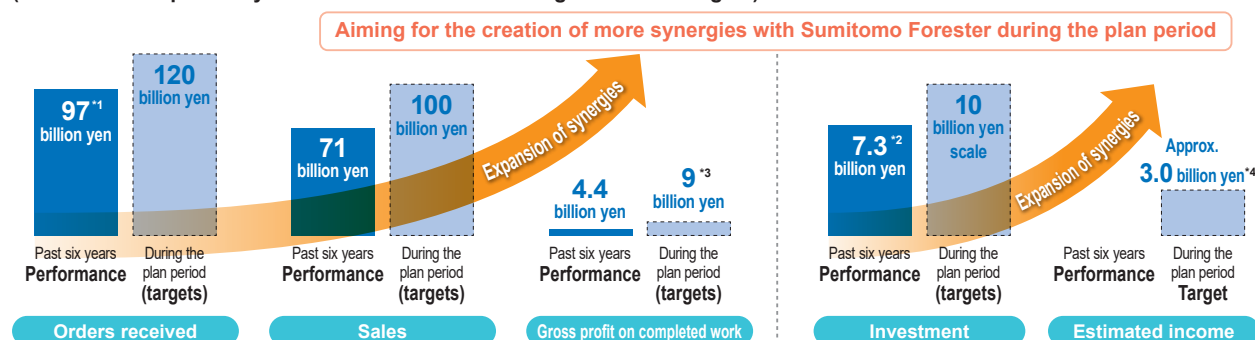 Aiming for the creation of more synergies with Sumitomo Forester during the plan period
97*1
billion yen
120
billion yen
71
billion yen
100
billion yen
Expansion of synergies
4.4
billion yen
9*3
billion yen
7.3*2
billion yen
10
billion yen
scale
Expansion of synergies
Approx.
3.0 billion yen*4
Past six years
Performance
During the
plan period
(targets)
Past six years
Performance
During the
plan period
(targets)
Past six years
Performance
During the
plan period
(targets)
Past six years
Performance
During the
plan period
(targets)
Past six years
Performance
During the
plan period
Target
Orders received
Sales
Gross profit on completed work
Investment
Estimated income